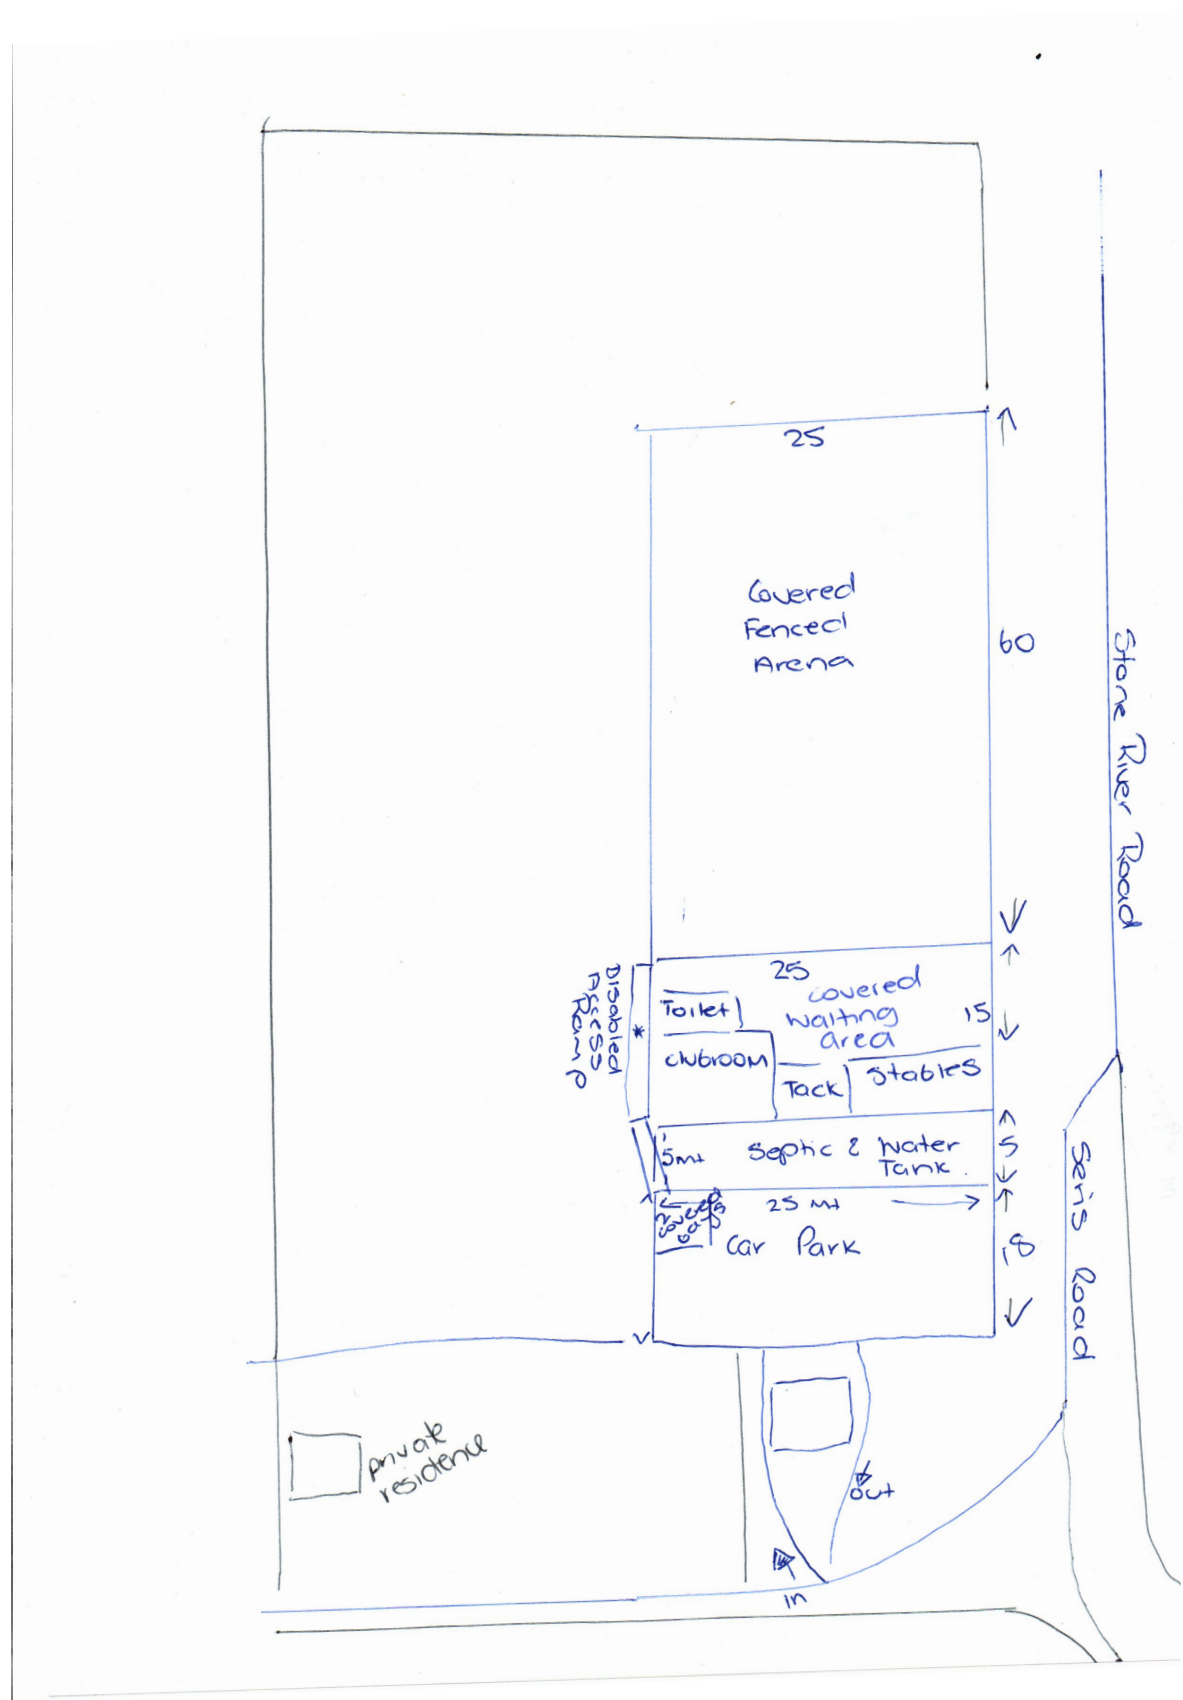 25
Covered
Fenced
Arena
60
Stone River Road
25
Covered
Waiting
area
15
Toilet
Clubroom
Tack
Stables
Disabled
Access
Ramp
*
5mt
Septic & Water
Tank.
5
25 Mt
Car Park
18
Seris Road
private
residence
out
in